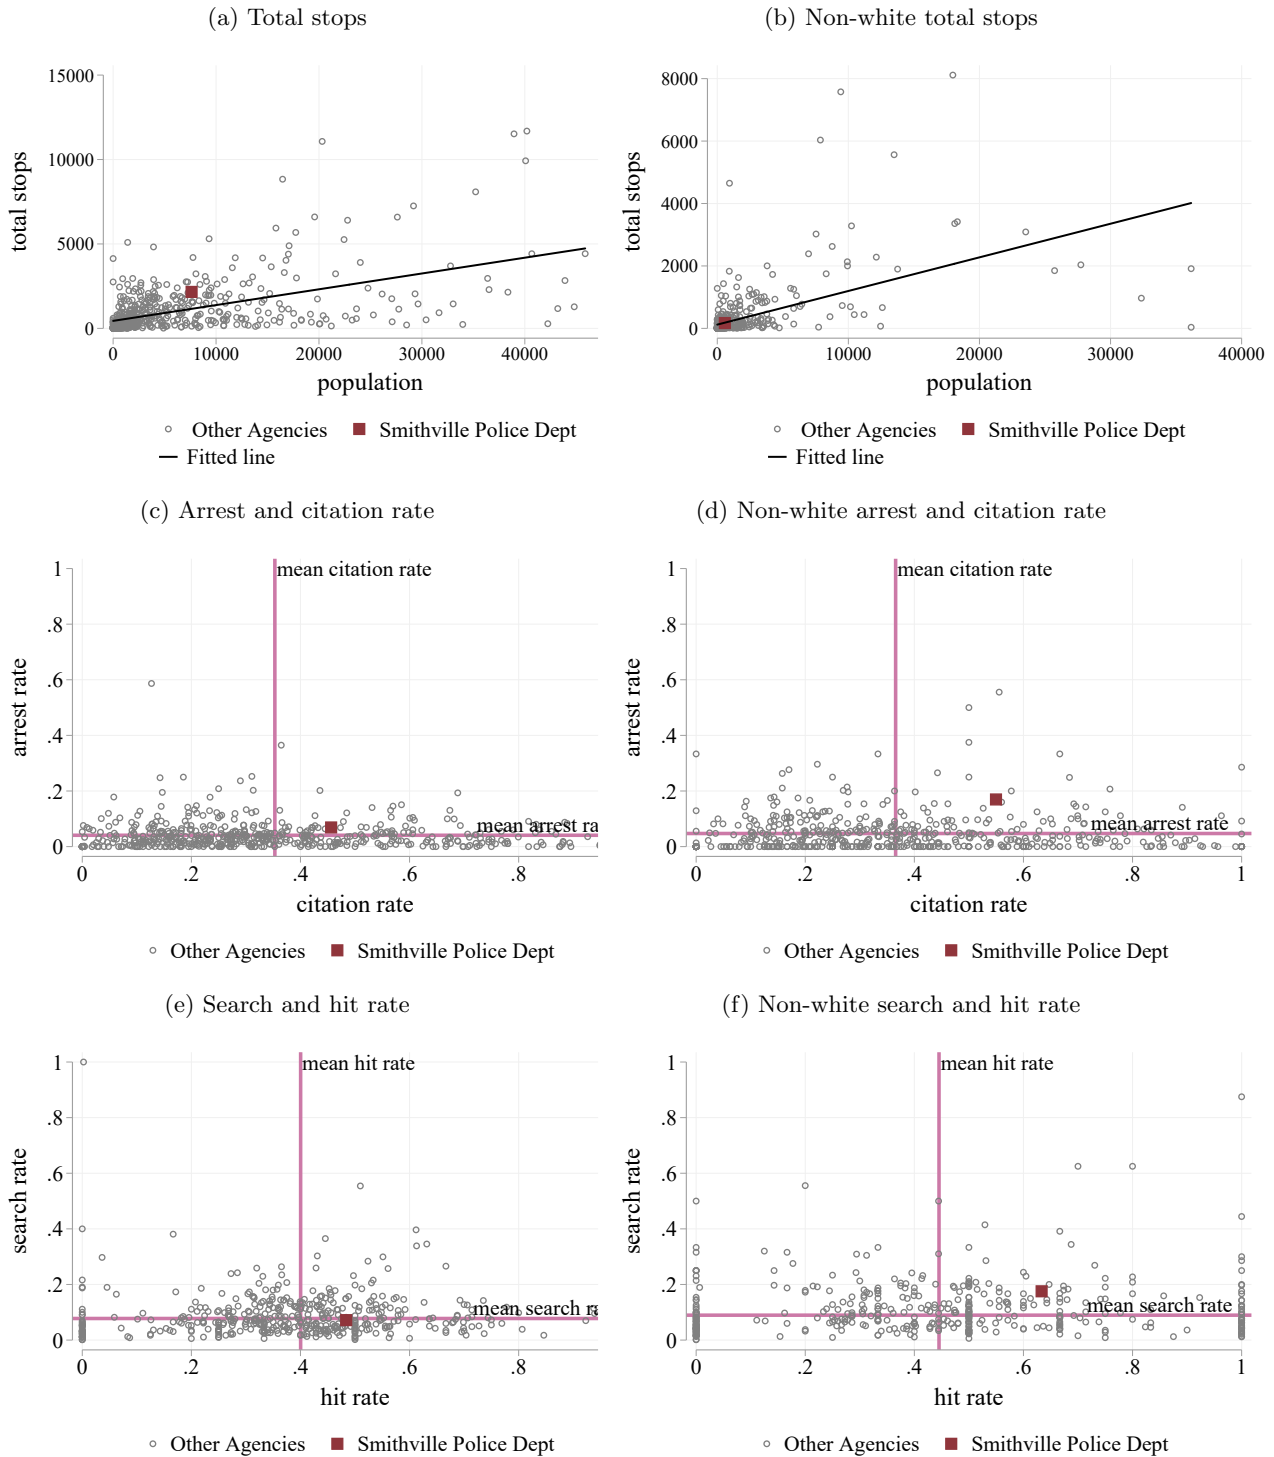 (a) Total stops
(b) Non-white total stops
15000
10000
5000
0
total stops
0 10000 20000 30000 40000
population
Other Agencies Smithville Police Dept
Fitted line
8000
6000
4000
2000
0
total stops
0 10000 20000 30000 40000
population
Other Agencies Smithville Police Dept
Fitted line
(c) Arrest and citation rate
(d) Non-white arrest and citation rate
mean citation rate
1
.8
.6
.4
.2
0
arrest rate
mean arrest ra
0 .2 .4 .6 .8
citation rate
Other Agencies Smithville Police Dept
mean citation rate
1
.8
.6
.4
.2
0
arrest rate
mean arrest rate
0 .2 .4 .6 .8 1
citation rate
Other Agencies Smithville Police Dept
(e) Search and hit rate
(f) Non-white search and hit rate
mean hit rate
1
.8
.6
.4
.2
0
search rate
mean search ra
0 .2 .4 .6 .8
hit rate
Other Agencies Smithville Police Dept
mean hit rate
1
.8
.6
.4
.2
0
search rate
mean search rate
0 .2 .4 .6 .8 1
hit rate
Other Agencies Smithville Police Dept